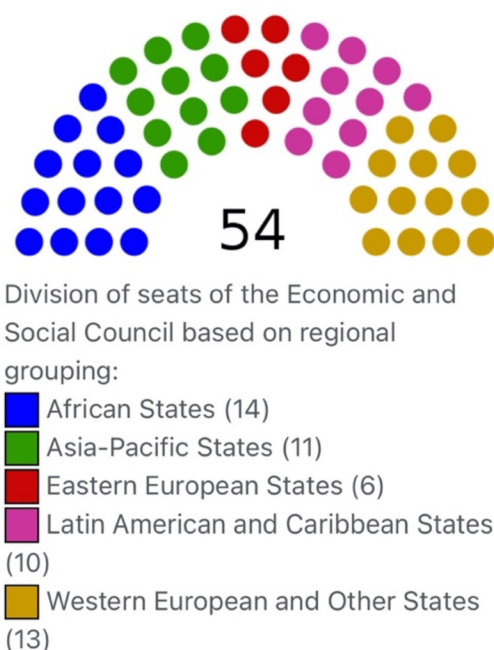 54
Division of seats of the Economic and
Social Council based on regional
grouping:
African States (14)
Asia-Pacific States (11)
Eastern European States (6)
Latin American and Caribbean States
(10)
Western European and Other States
(13)